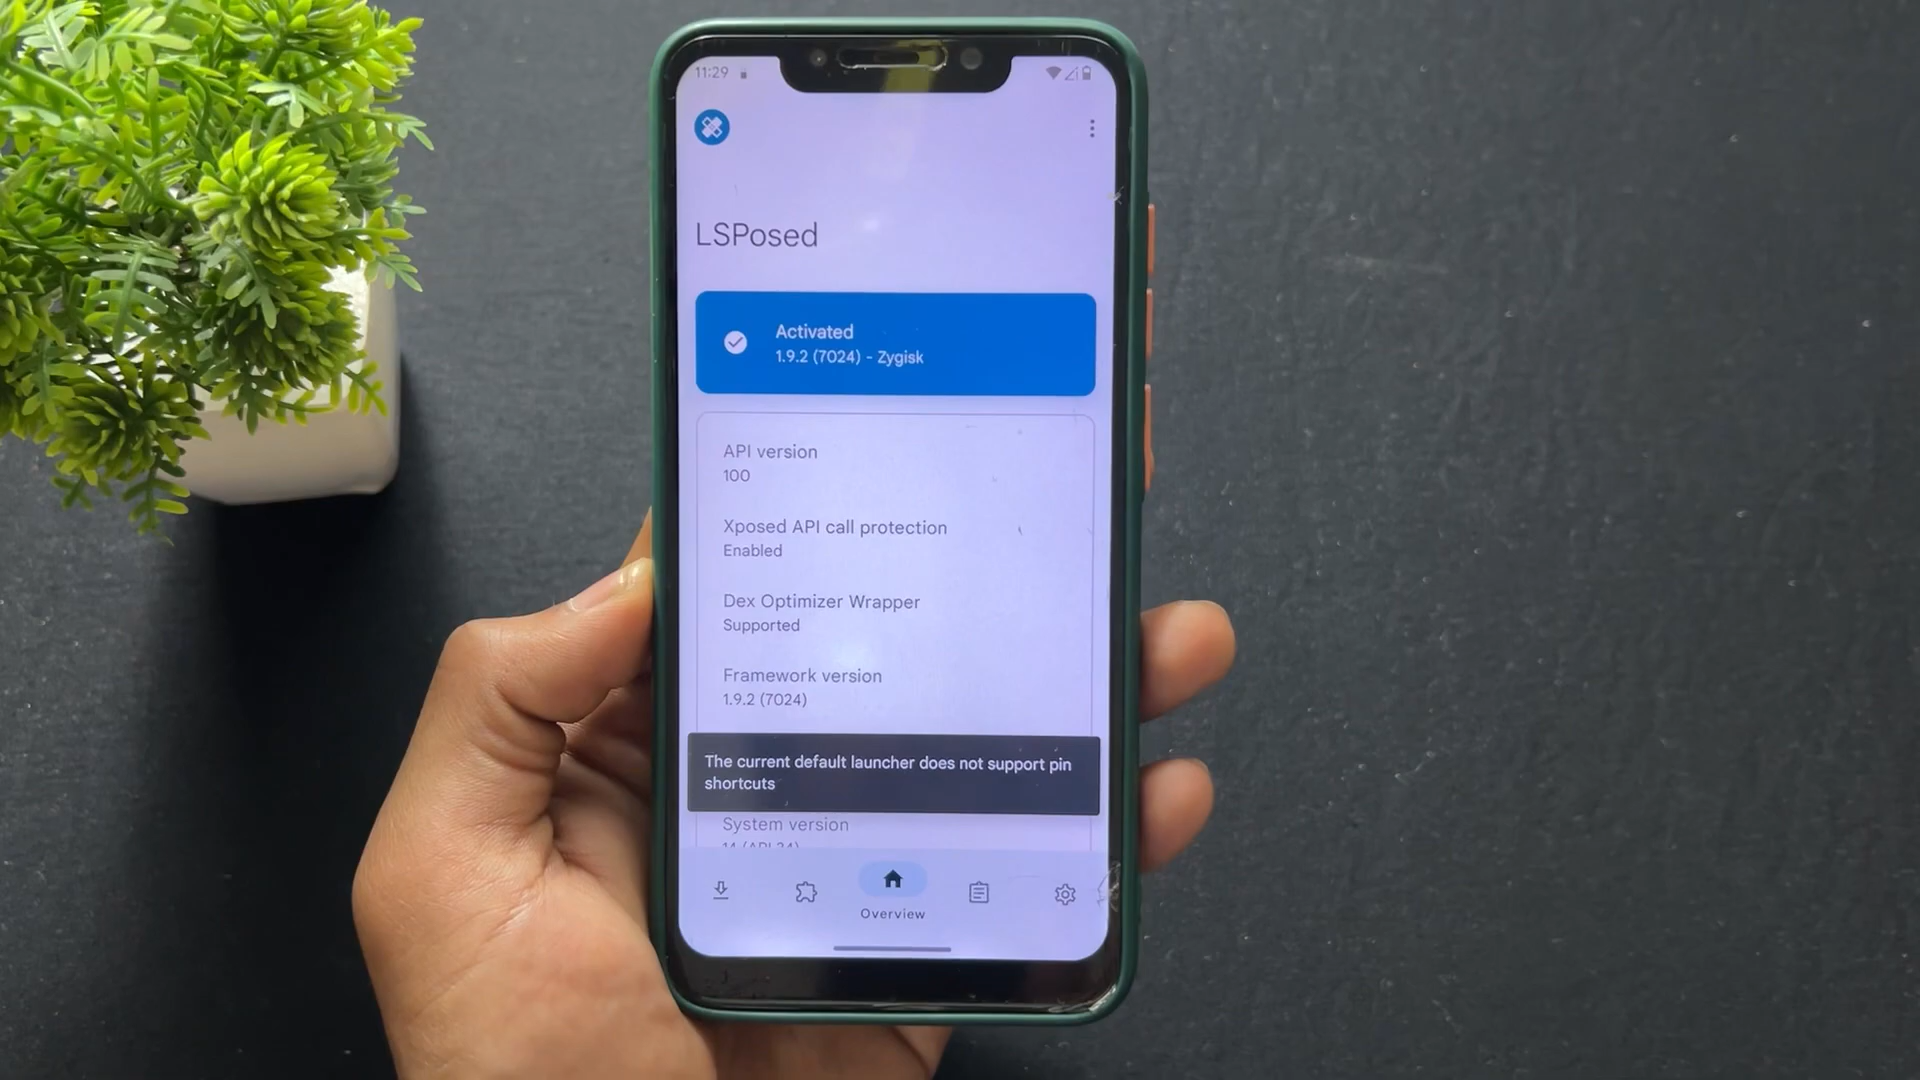 11:29
LSPosed
Activated
1.9.2 (7024) - Zygisk
API version
100
Xposed API call protection
Enabled
Dex Optimizer Wrapper
Supported
Framework version
1.9.2 (7024)
The current default launcher does not support pin
shortcuts
System version
14 (API 34)
Overview